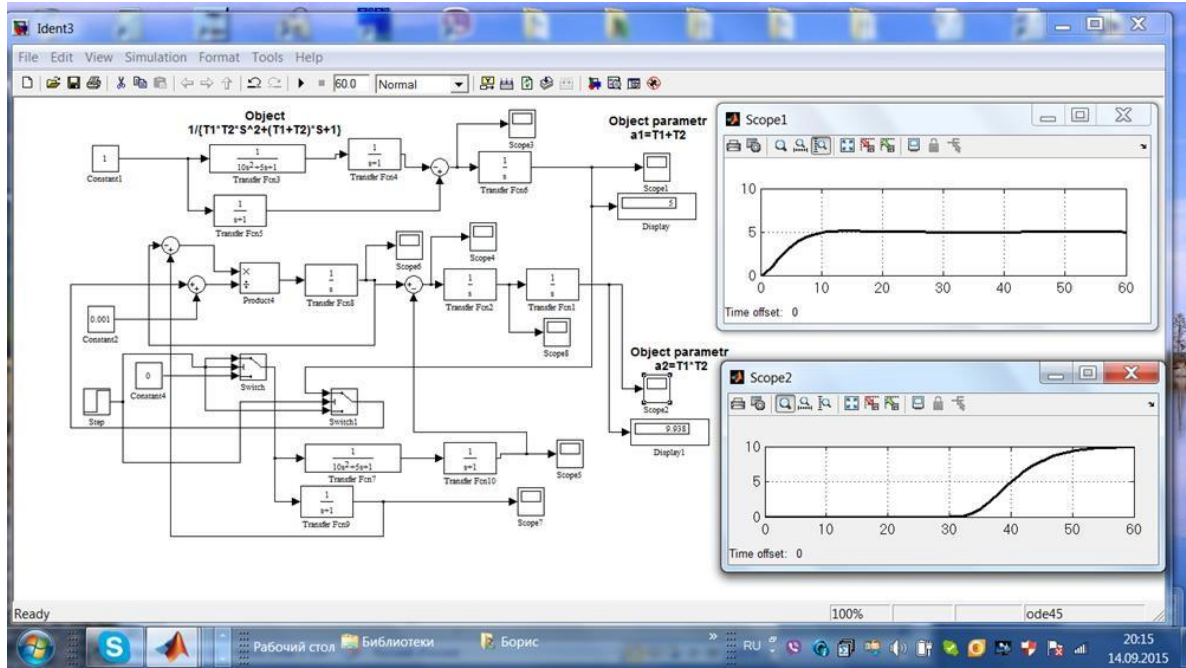 Ident3
File Edit View Simulation Format Tools Help
60.0 Normal
Object
1/{T1*T2*S^2+(T1+T2)*S+1}
Object parametr
a1=T1+T2
1
Constant1
1
10s²+5s+1
Transfer Fcn3
1
s+1
Transfer Fcn4
Scope3
1
s
Transfer Fcn6
Scope1
5
Display
1
s+1
Transfer Fcn5
Product4
1
s
Transfer Fcn8
Scope6
Scope4
1
s
Transfer Fcn2
1
s
Transfer Fcn1
Scope8
0.001
Constant2
Step
0
Constant4
Switch
Switch1
Object parametr
a2=T1*T2
Scope2
9.938
Display1
1
10s²+5s+1
Transfer Fcn7
1
s+1
Transfer Fcn10
Scope5
1
s+1
Transfer Fcn9
Scope7
Scope1
10
5
0
0 10 20 30 40 50 60
Time offset: 0
Scope2
10
5
0
0 10 20 30 40 50 60
Time offset: 0
Ready 100% ode45
Рабочий стол Библиотеки Борис » RU 20:15
14.09.2015